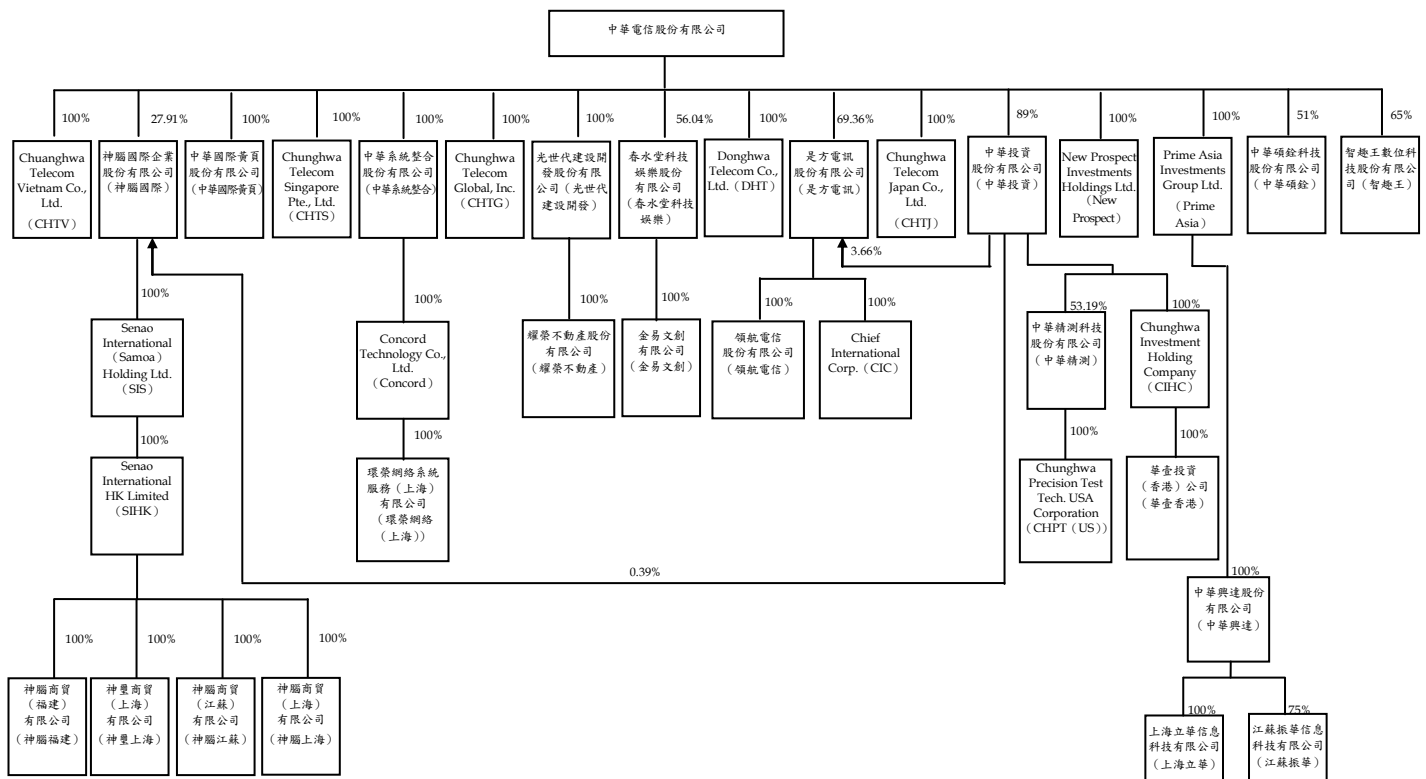 中華電信股份有限公司
100%
27.91%
100%
100%
100%
100%
100%
56.04%
100%
69.36%
100%
89%
100%
100%
51%
65%
Chuanghwa
Telecom
Vietnam Co.,
Ltd.
(CHTV)
神腦國際企業
股份有限公司
(神腦國際)
中華國際黃頁
股份有限公司
(中華國際黃頁)
Chunghwa
Telecom
Singapore
Pte., Ltd.
(CHTS)
中華系統整合
股份有限公司
(中華系統整合)
Chunghwa
Telecom
Global, Inc.
(CHTG)
光世代建設開
發股份有限
公司(光世代
建設開發)
春水堂科技
娛樂股份
有限公司
(春水堂科技
娛樂)
Donghwa
Telecom Co.,
Ltd.(DHT)
是方電訊
股份有限公司
(是方電訊)
Chunghwa
Telecom
Japan Co.,
Ltd.
(CHTJ)
中華投資
股份有限公司
(中華投資)
New Prospect
Investments
Holdings Ltd.
(New
Prospect)
Prime Asia
Investments
Group Ltd.
(Prime
Asia)
中華碩銓科技
股份有限公司
(中華碩銓)
智趣王數位科
技股份有限公
司(智趣王)
3.66%
100%
100%
100%
100%
100%
100%
53.19%
100%
Senao
International
(Samoa)
Holding Ltd.
(SIS)
Concord
Technology Co.,
Ltd.
(Concord)
耀榮不動產股份
有限公司
(耀榮不動產)
金易文創
有限公司
(金易文創)
領航電信
股份有限公司
(領航電信)
Chief
International
Corp.(CIC)
中華精測科技
股份有限公司
(中華精測)
Chunghwa
Investment
Holding
Company
(CIHC)
100%
100%
100%
100%
Senao
International
HK Limited
(SIHK)
環榮網絡系統
服務(上海)
有限公司
(環榮網絡
(上海))
Chunghwa
Precision Test
Tech. USA
Corporation
(CHPT(US))
華壹投資
(香港)公司
(華壹香港)
0.39%
100%
中華興達股份
有限公司
(中華興達)
100%
100%
100%
100%
神腦商貿
(福建)
有限公司
(神腦福建)
神璽商貿
(上海)
有限公司
(神璽上海)
神腦商貿
(江蘇)
有限公司
(神腦江蘇)
神腦商貿
(上海)
有限公司
(神腦上海)
100%
75%
上海立華信息
科技有限公司
(上海立華)
江蘇振華信息
科技有限公司
(江蘇振華)